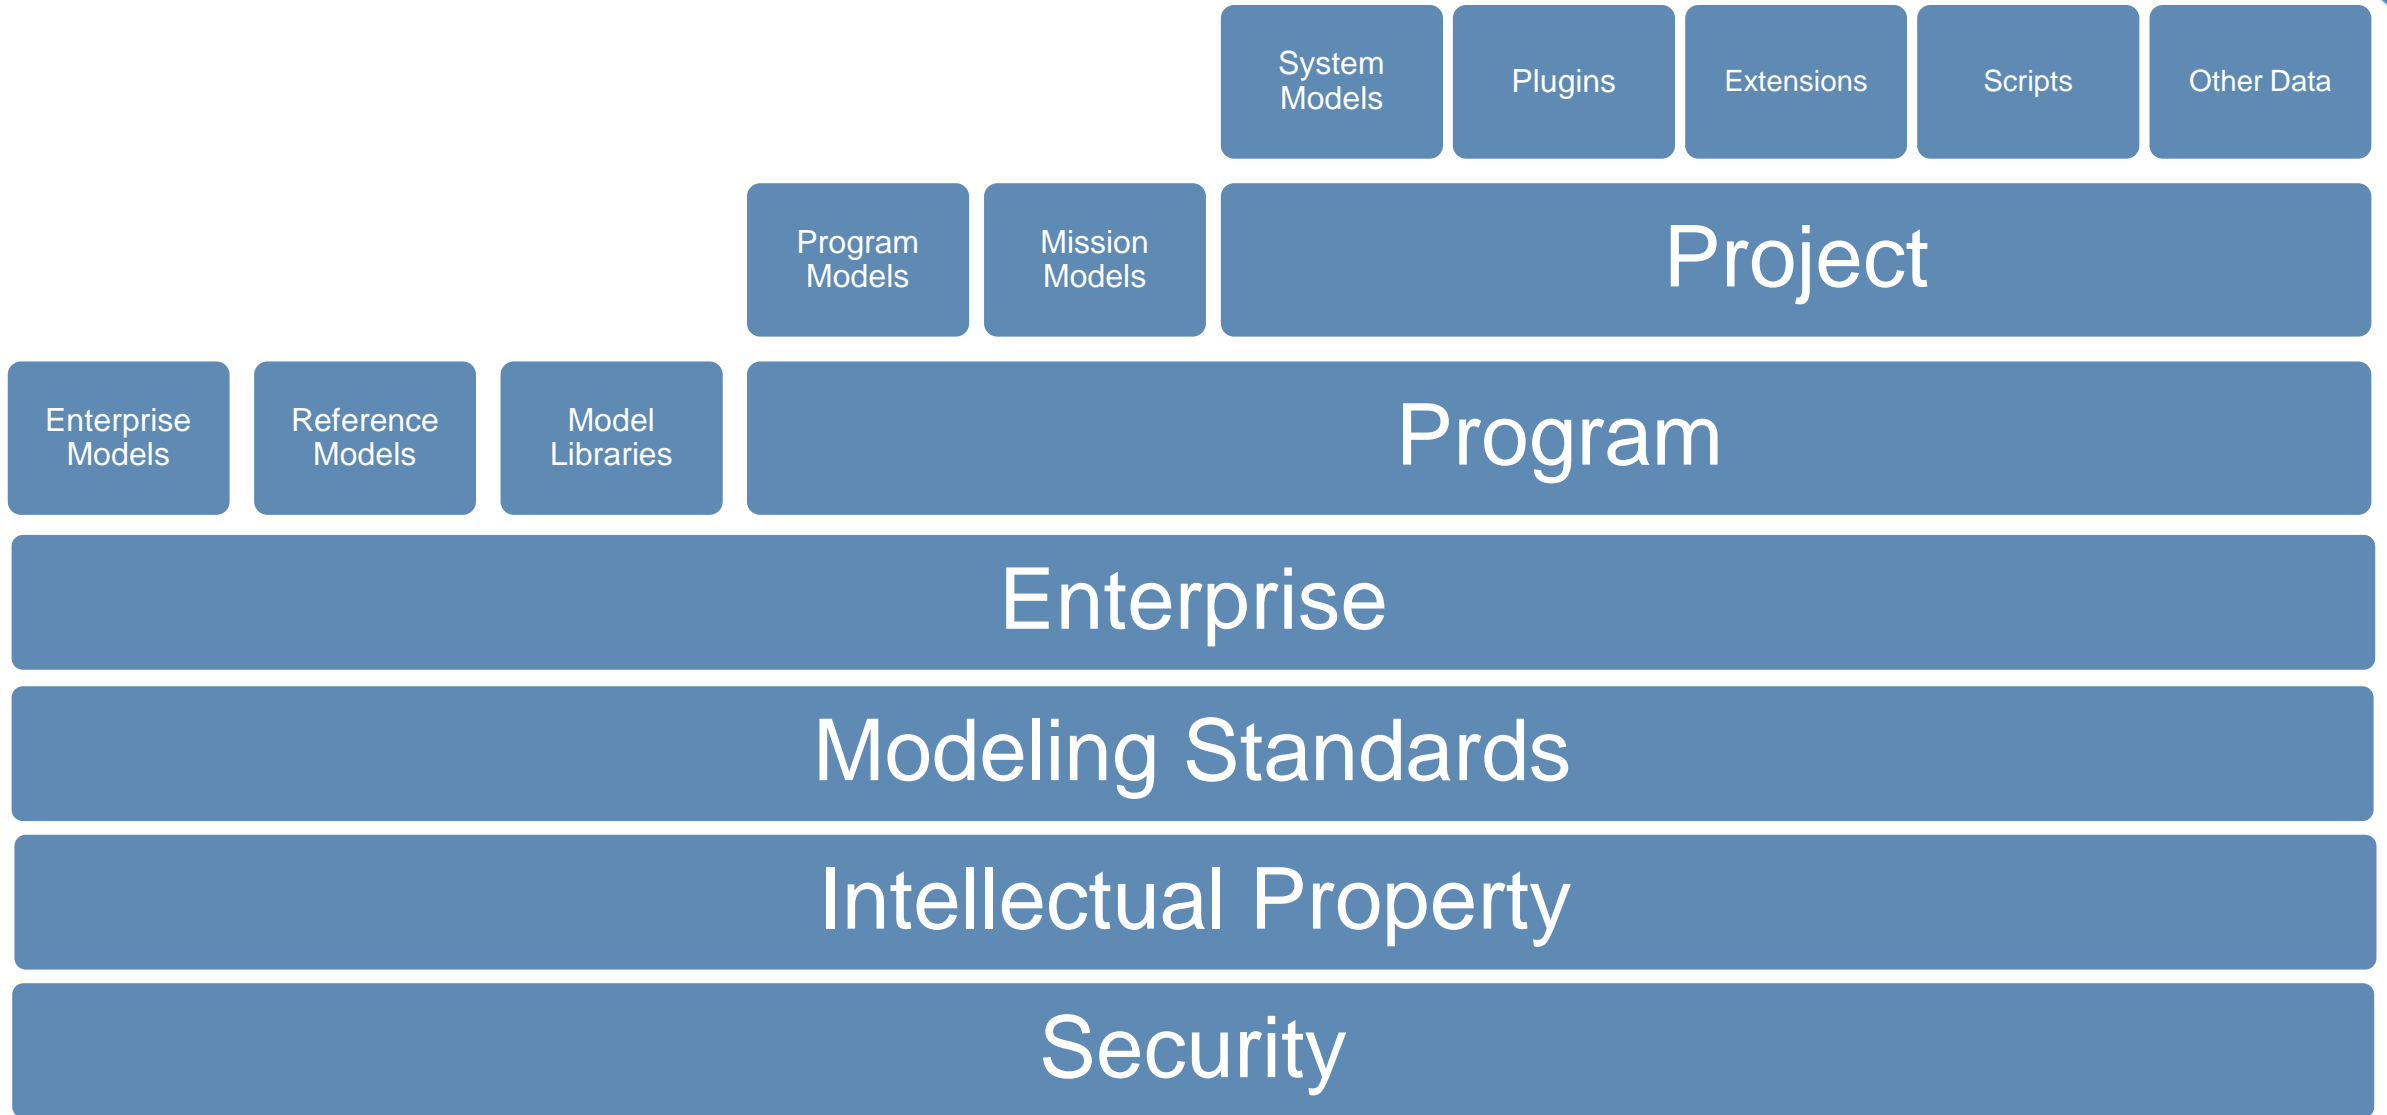 System
Models
Plugins
Extensions
Scripts
Other Data
Program
Models
Mission
Models
Project
Enterprise
Models
Reference
Models
Model
Libraries
Program
Enterprise
Modeling Standards
Intellectual Property
Security